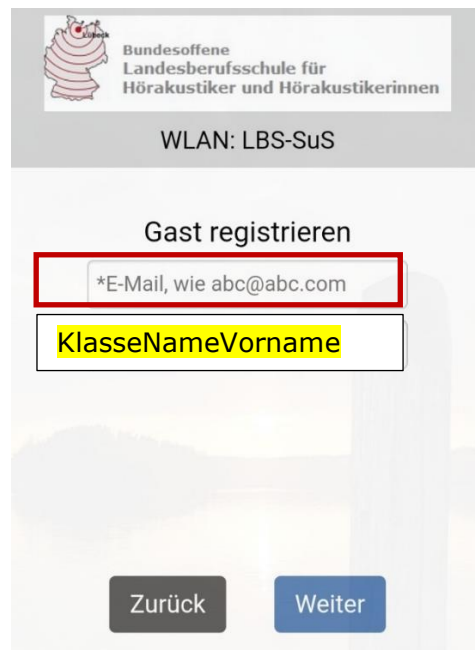 Lübeck
Bundesoffene
Landesberufsschule für
Hörakustiker und Hörakustikerinnen
WLAN: LBS-SuS
Gast registrieren
*E-Mail, wie abc@abc.com
KlasseNameVorname
Zurück
Weiter